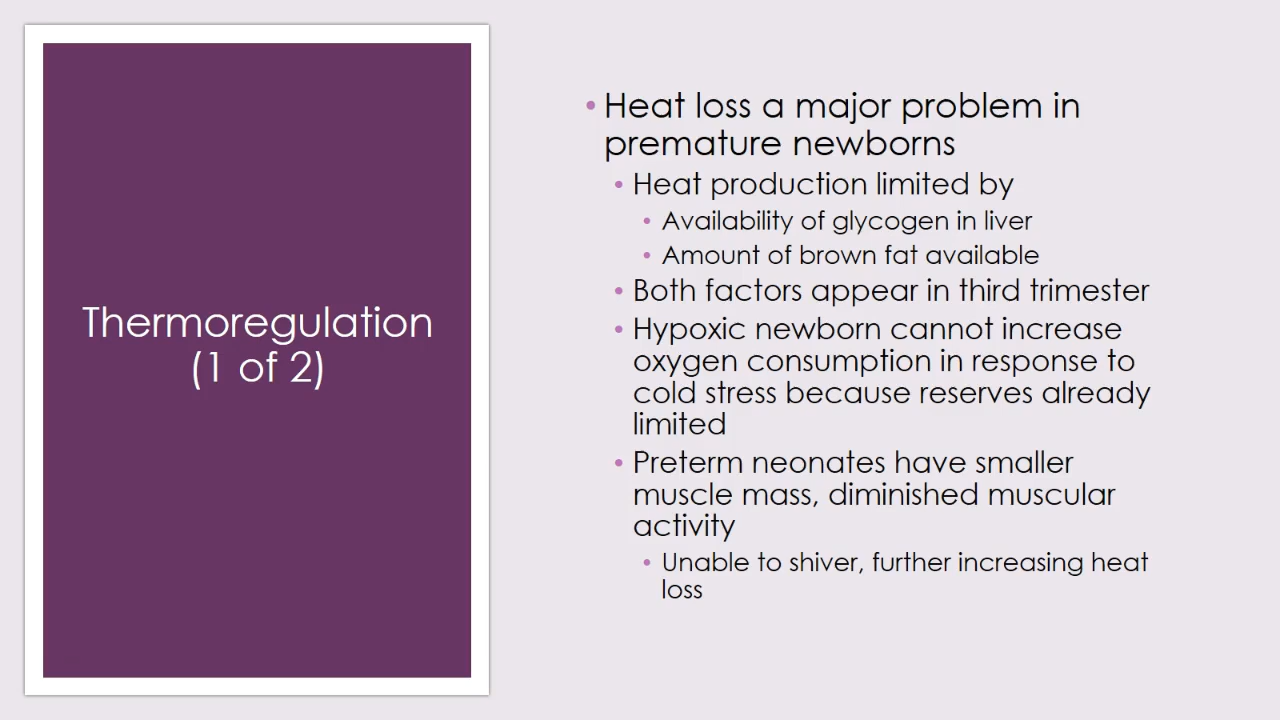 Thermoregulation
(1 of 2)
• Heat loss a major problem in
premature newborns
• Heat production limited by
• Availability of glycogen in liver
• Amount of brown fat available
• Both factors appear in third trimester
• Hypoxic newborn cannot increase
oxygen consumption in response to
cold stress because reserves already
limited
• Preterm neonates have smaller
muscle mass, diminished muscular
activity
• Unable to shiver, further increasing heat
loss